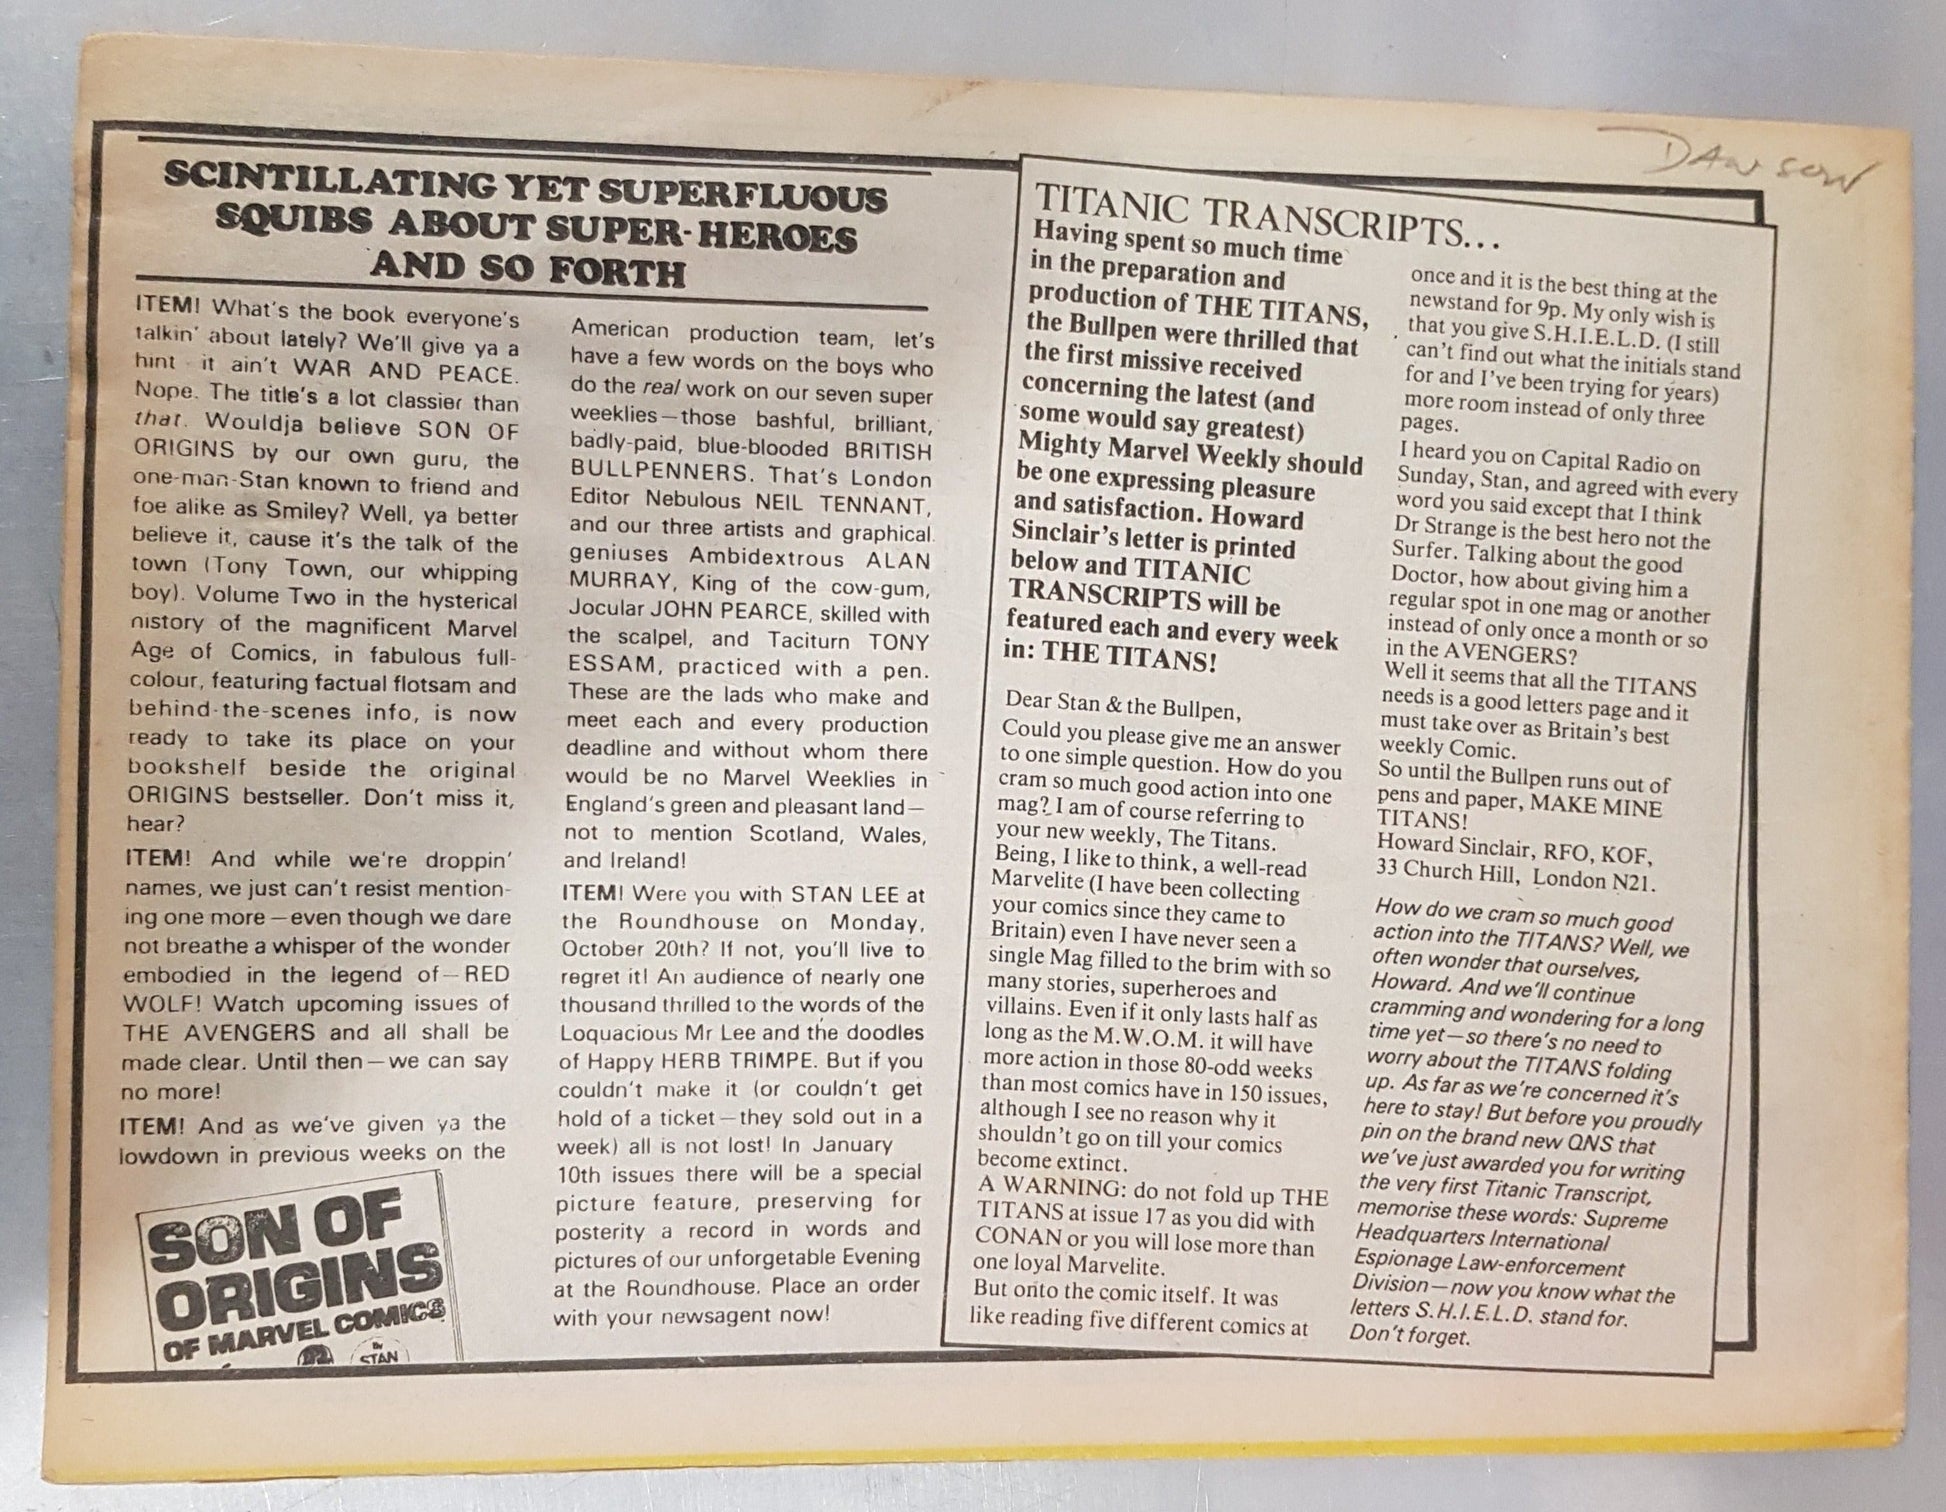 DAWSON
SCINTILLATING YET SUPERFLUOUS
SQUIBS ABOUT SUPER-HEROES
AND SO FORTH
ITEM! What's the book everyone's
talkin' about lately? We'll give ya a
hint - it ain't WAR AND PEACE.
Nope. The title's a lot classier than
that. Wouldja believe SON OF
ORIGINS by our own guru, the
one-man-Stan known to friend and
foe alike as Smiley? Well, ya better
believe it, cause it's the talk of the
town (Tony Town, our whipping
boy). Volume Two in the hysterical
history of the magnificent Marvel
Age of Comics, in fabulous full-
colour, featuring factual flotsam and
behind-the-scenes info, is now
ready to take its place on your
bookshelf beside the original
ORIGINS bestseller. Don't miss it,
hear?
ITEM! And while we're droppin'
names, we just can't resist mention-
ing one more—even though we dare
not breathe a whisper of the wonder
embodied in the legend of—RED
WOLF! Watch upcoming issues of
THE AVENGERS and all shall be
made clear. Until then—we can say
no more!
ITEM! And as we've given ya the
lowdown in previous weeks on the
SON OF
ORIGINS
OF MARVEL COMICS
By
STAN
American production team, let's
have a few words on the boys who
do the real work on our seven super
weeklies—those bashful, brilliant,
badly-paid, blue-blooded BRITISH
BULLPENNERS. That's London
Editor Nebulous NEIL TENNANT,
and our three artists and graphical
geniuses Ambidextrous ALAN
MURRAY, King of the cow-gum,
Jocular JOHN PEARCE, skilled with
the scalpel, and Taciturn TONY
ESSAM, practiced with a pen.
These are the lads who make and
meet each and every production
deadline and without whom there
would be no Marvel Weeklies in
England's green and pleasant land—
not to mention Scotland, Wales,
and Ireland!
ITEM! Were you with STAN LEE at
the Roundhouse on Monday,
October 20th? If not, you'll live to
regret it! An audience of nearly one
thousand thrilled to the words of the
Loquacious Mr Lee and the doodles
of Happy HERB TRIMPE. But if you
couldn't make it (or couldn't get
hold of a ticket—they sold out in a
week) all is not lost! In January
10th issues there will be a special
picture feature, preserving for
posterity a record in words and
pictures of our unforgetable Evening
at the Roundhouse. Place an order
with your newsagent now!
TITANIC TRANSCRIPTS...
Having spent so much time
in the preparation and
production of THE TITANS,
the Bullpen were thrilled that
the first missive received
concerning the latest (and
some would say greatest)
Mighty Marvel Weekly should
be one expressing pleasure
and satisfaction. Howard
Sinclair's letter is printed
below and TITANIC
TRANSCRIPTS will be
featured each and every week
in: THE TITANS!
Dear Stan & the Bullpen,
Could you please give me an answer
to one simple question. How do you
cram so much good action into one
mag? I am of course referring to
your new weekly, The Titans.
Being, I like to think, a well-read
Marvelite (I have been collecting
your comics since they came to
Britain) even I have never seen a
single Mag filled to the brim with so
many stories, superheroes and
villains. Even if it only lasts half as
long as the M.W.O.M. it will have
more action in those 80-odd weeks
than most comics have in 150 issues,
although I see no reason why it
shouldn't go on till your comics
become extinct.
A WARNING: do not fold up THE
TITANS at issue 17 as you did with
CONAN or you will lose more than
one loyal Marvelite.
But onto the comic itself. It was
like reading five different comics at
once and it is the best thing at the
newstand for 9p. My only wish is
that you give S.H.I.E.L.D. (I still
can't find out what the initials stand
for and I've been trying for years)
more room instead of only three
pages.
I heard you on Capital Radio on
Sunday, Stan, and agreed with every
word you said except that I think
Dr Strange is the best hero not the
Surfer. Talking about the good
Doctor, how about giving him a
regular spot in one mag or another
instead of only once a month or so
in the AVENGERS?
Well it seems that all the TITANS
needs is a good letters page and it
must take over as Britain's best
weekly Comic.
So until the Bullpen runs out of
pens and paper, MAKE MINE
TITANS!
Howard Sinclair, RFO, KOF,
33 Church Hill, London N21.
How do we cram so much good
action into the TITANS? Well, we
often wonder that ourselves,
Howard. And we'll continue
cramming and wondering for a long
time yet—so there's no need to
worry about the TITANS folding
up. As far as we're concerned it's
here to stay! But before you proudly
pin on the brand new QNS that
we've just awarded you for writing
the very first Titanic Transcript,
memorise these words: Supreme
Headquarters International
Espionage Law-enforcement
Division—now you know what the
letters S.H.I.E.L.D. stand for.
Don't forget.